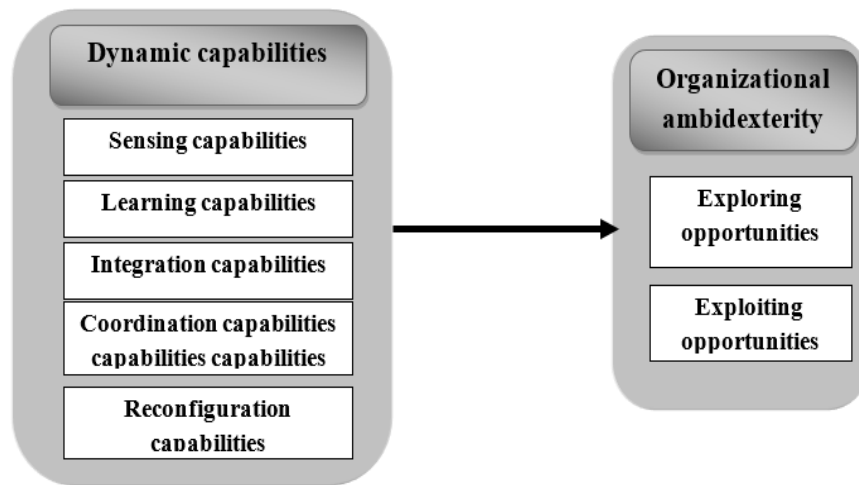 Dynamic capabilities
Sensing capabilities
Learning capabilities
Integration capabilities
Coordination capabilities
capabilities capabilities
Reconfiguration
capabilities
Organizational
ambidexterity
Exploring
opportunities
Exploiting
opportunities